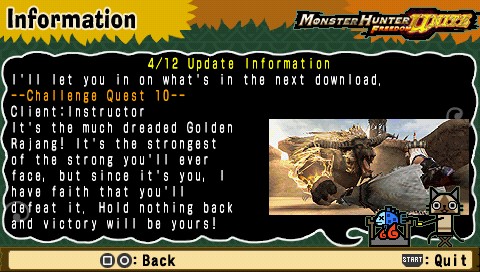 Information
MONSTER HUNTER
FREEDOM UNITE
4/12 Update Information
I'll let you in on what's in the next download.
--Challenge Quest 10--
Client:Instructor
It's the much dreaded Golden
Rajang! It's the strongest
of the strong you'll ever
face, but since it's you, I
have faith that you'll
defeat it. Hold nothing back
and victory will be yours!
: Back
START: Quit